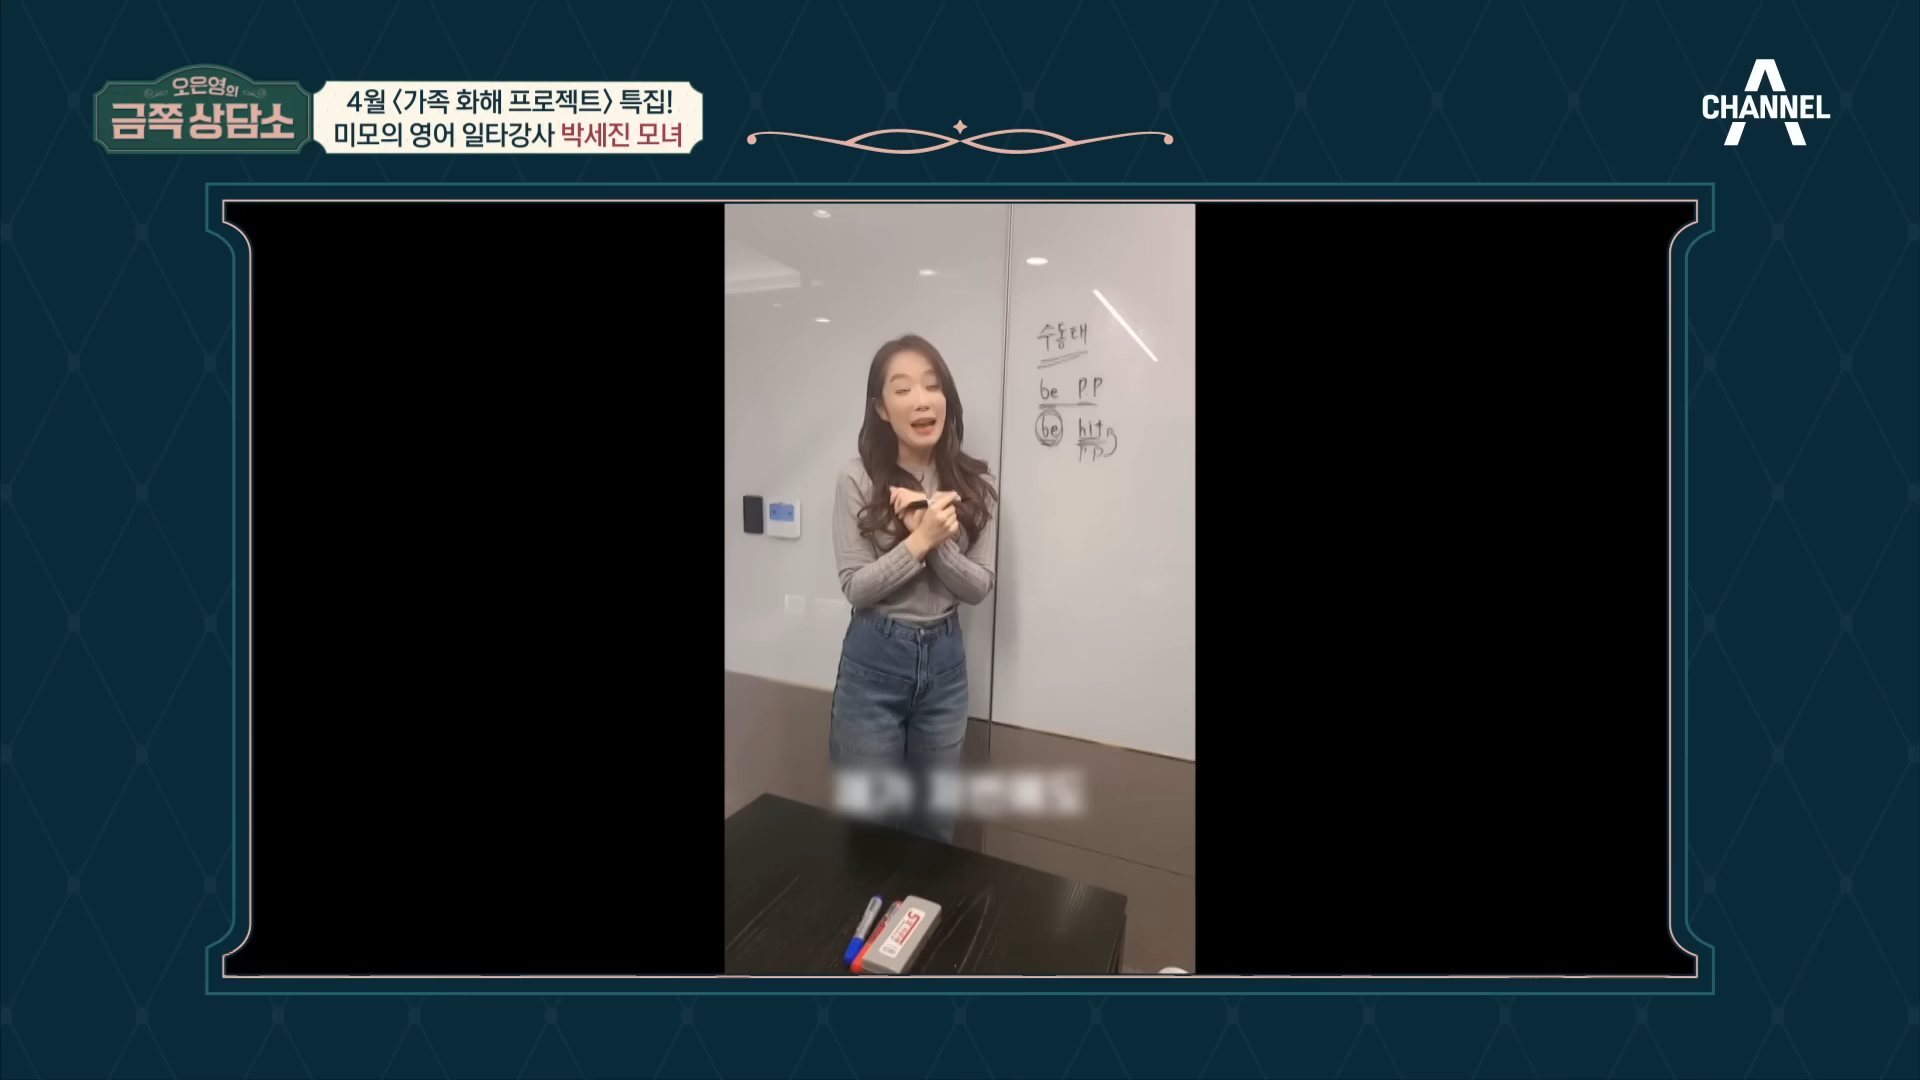 오은영의
금쪽 상담소
4월 〈가족 화해 프로젝트〉 특집!
미모의 영어 일타강사 박세진 모녀
CHANNEL A
수동태
be PP
be hit
PP